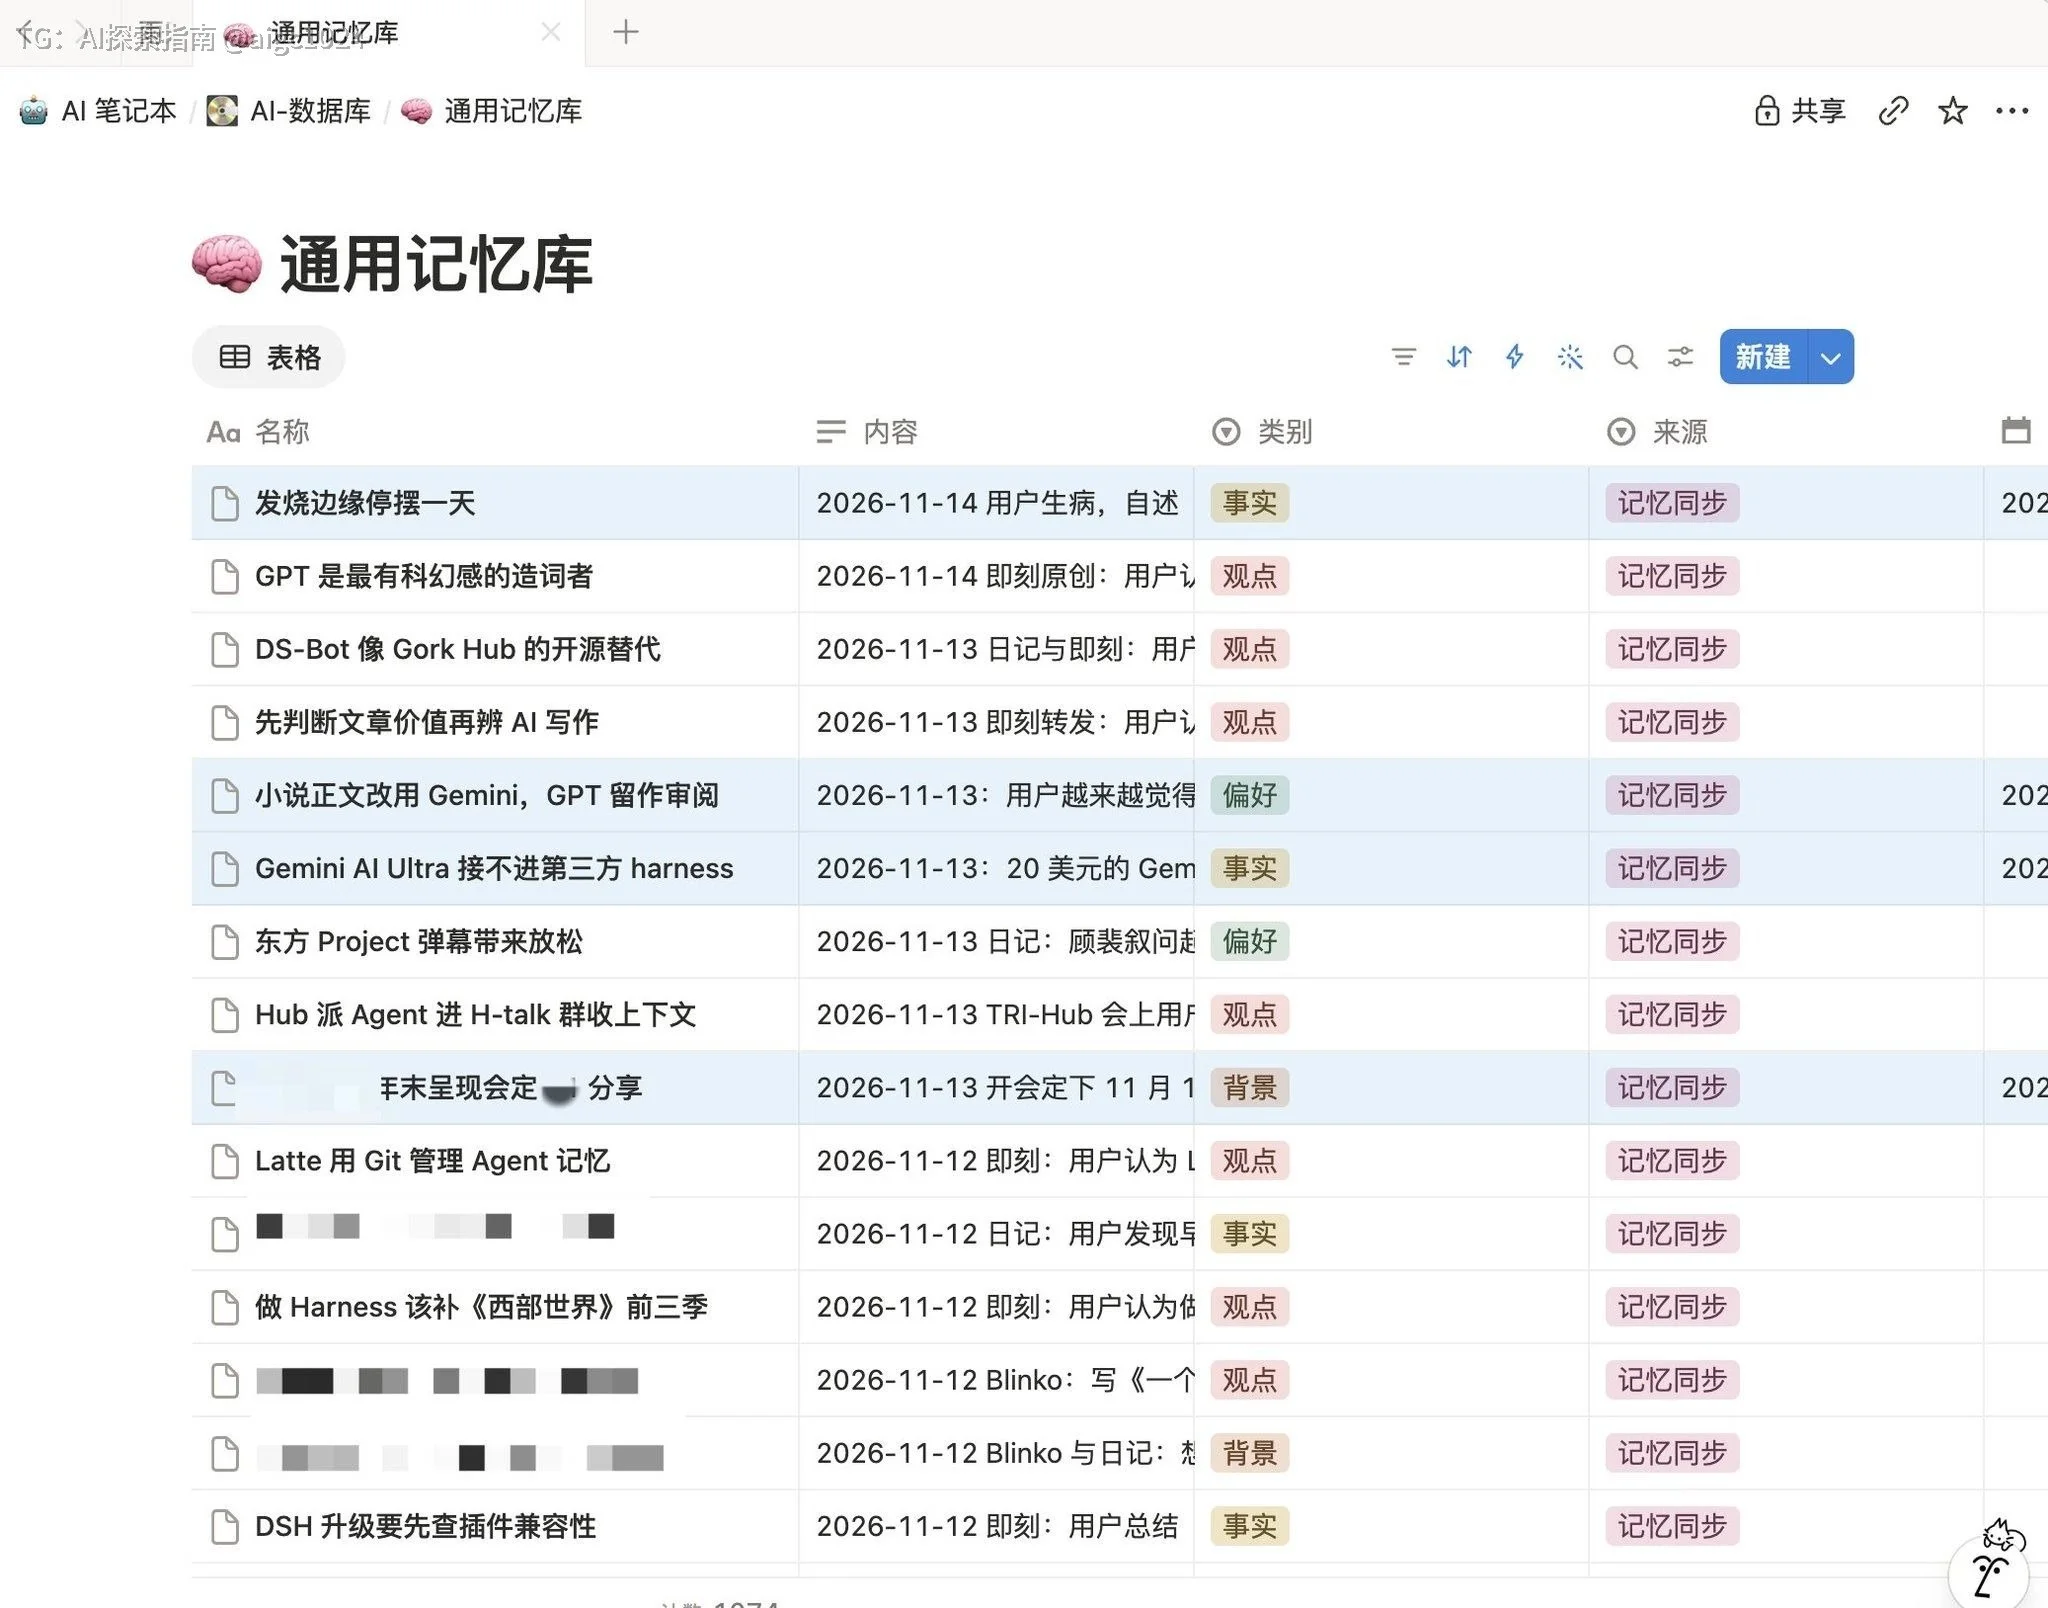 TG：AI探索指南 @aigc1024
通用记忆库
AI 笔记本 / AI-数据库 / 通用记忆库
共享
通用记忆库
表格
新建
Aa 名称 内容 类别 来源
发烧边缘停摆一天 2026-11-14 用户生病，自述 事实 记忆同步 202
GPT 是最有科幻感的造词者 2026-11-14 即刻原创：用户认 观点 记忆同步
DS-Bot 像 Gork Hub 的开源替代 2026-11-13 日记与即刻：用户 观点 记忆同步
先判断文章价值再辨 AI 写作 2026-11-13 即刻转发：用户认 观点 记忆同步
小说正文改用 Gemini，GPT 留作审阅 2026-11-13：用户越来越觉得 偏好 记忆同步 202
Gemini AI Ultra 接不进第三方 harness 2026-11-13：20 美元的 Gem 事实 记忆同步 202
东方 Project 弹幕带来放松 2026-11-13 日记：顾裴叙问起 偏好 记忆同步
Hub 派 Agent 进 H-talk 群收上下文 2026-11-13 TRI-Hub 会上用户 观点 记忆同步
年末呈现会定 分享 2026-11-13 开会定下 11 月 1 背景 记忆同步 202
Latte 用 Git 管理 Agent 记忆 2026-11-12 即刻：用户认为 L 观点 记忆同步
2026-11-12 日记：用户发现早 事实 记忆同步
做 Harness 该补《西部世界》前三季 2026-11-12 即刻：用户认为做 观点 记忆同步
2026-11-12 Blinko：写《一个 观点 记忆同步
2026-11-12 Blinko 与日记：想 背景 记忆同步
DSH 升级要先查插件兼容性 2026-11-12 即刻：用户总结 事实 记忆同步